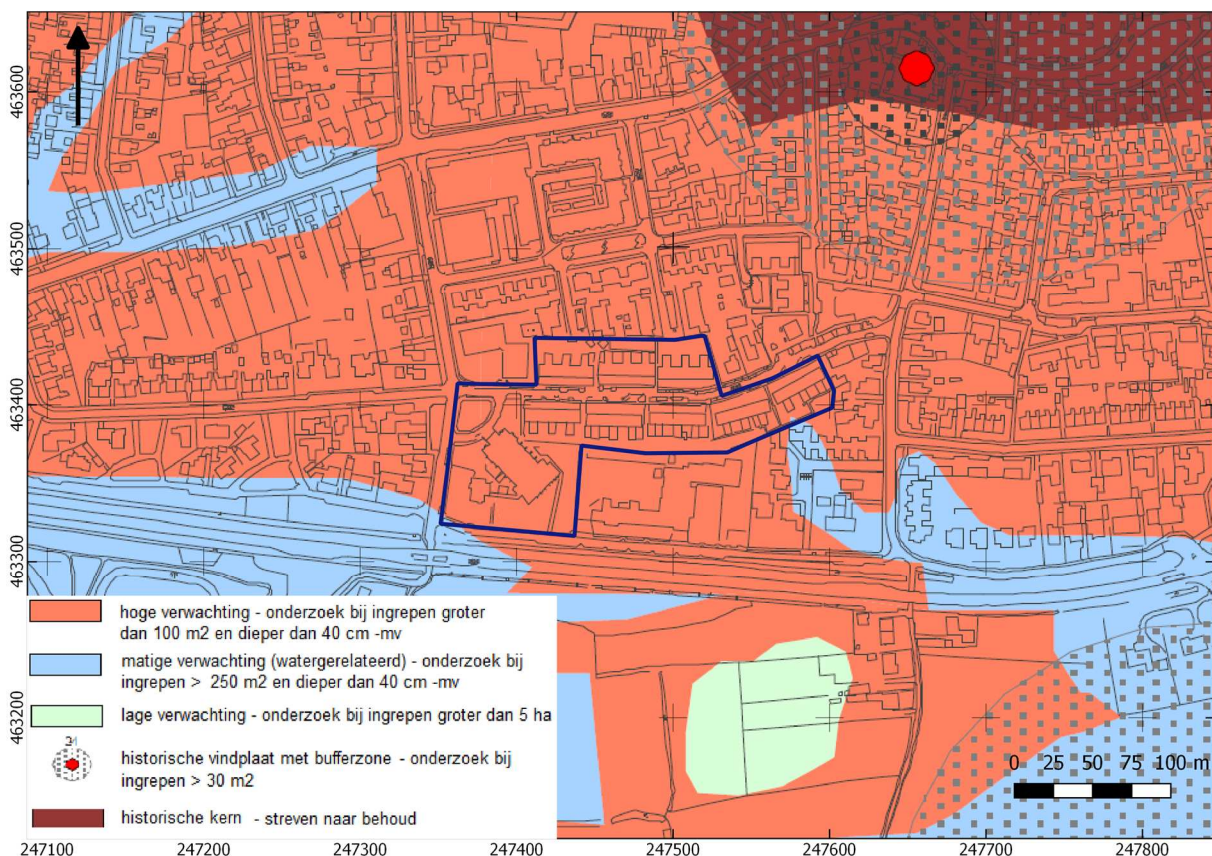 463600
463500
463400
463300
463200
hoge verwachting - onderzoek bij ingrepen groter
dan 100 m2 en dieper dan 40 cm -mv
matige verwachting (watergerelateerd) - onderzoek bij
ingrepen > 250 m2 en dieper dan 40 cm -mv
lage verwachting - onderzoek bij ingrepen groter dan 5 ha
historische vindplaat met bufferzone - onderzoek bij
ingrepen > 30 m2
historische kern - streven naar behoud
0 25 50 75 100 m
247100 247200 247300 247400 247500 247600 247700 247800